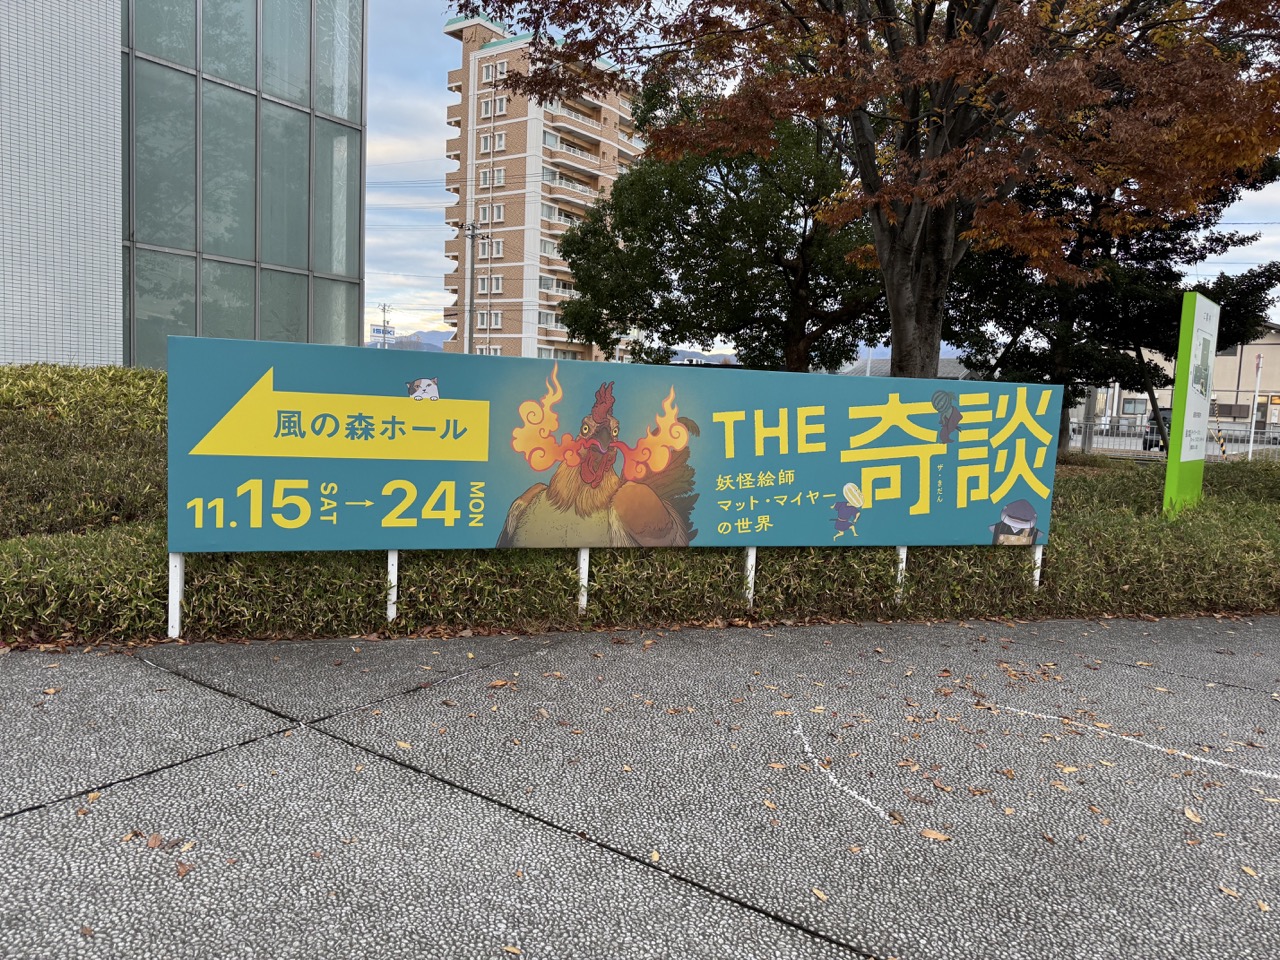 風の森ホール
11.15 SAT → 24 MON
THE 奇談
ザ・きだん
妖怪絵師
マット・マイヤー
の世界
ISEKI